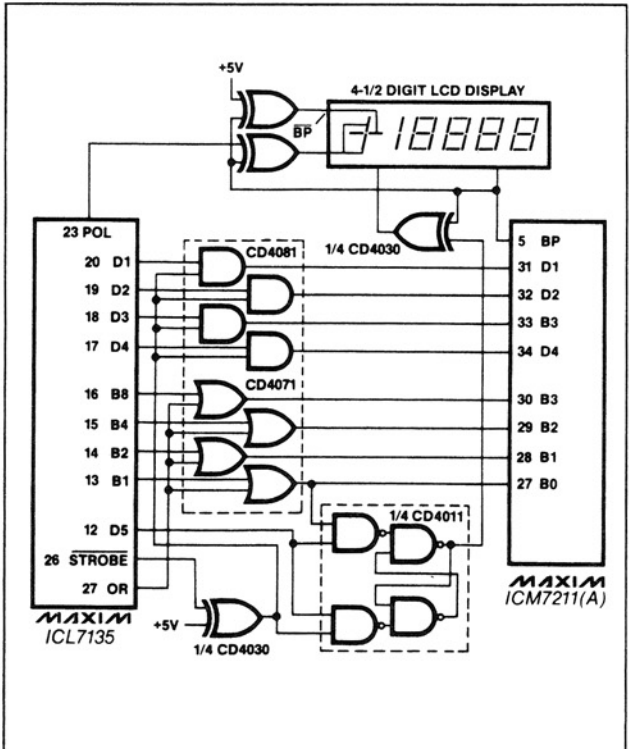 +5V
4-1/2 DIGIT LCD DISPLAY
BP
18888
23 POL
1/4 CD4030
5 BP
20 D1
CD4081
31 D1
19 D2
32 D2
18 D3
33 B3
17 D4
34 D4
CD4071
16 B8
30 B3
15 B4
29 B2
14 B2
28 B1
13 B1
27 B0
1/4 CD4011
12 D5
26 STROBE
27 OR
MAXIM
ICL7135
+5V
1/4 CD4030
MAXIM
ICM7211(A)